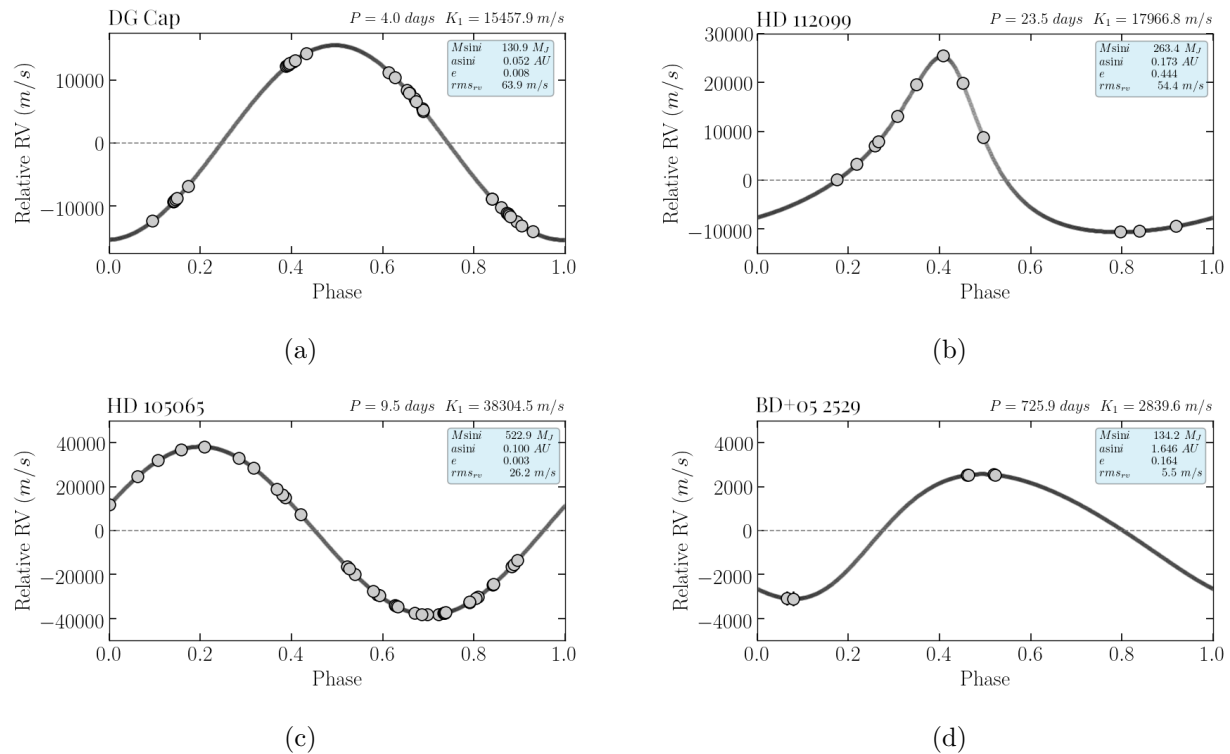 DG Cap P = 4.0 days K₁ = 15457.9 m/s
Msini 130.9 M_J
asini 0.052 AU
e 0.008
rms_rv 63.9 m/s
Relative RV (m/s)
10000
0
−10000
0.0 0.2 0.4 0.6 0.8 1.0
Phase
(a)
HD 112099 P = 23.5 days K₁ = 17966.8 m/s
Msini 263.4 M_J
asini 0.173 AU
e 0.444
rms_rv 54.4 m/s
Relative RV (m/s)
30000
20000
10000
0
−10000
0.0 0.2 0.4 0.6 0.8 1.0
Phase
(b)
HD 105065 P = 9.5 days K₁ = 38304.5 m/s
Msini 522.9 M_J
asini 0.100 AU
e 0.003
rms_rv 26.2 m/s
Relative RV (m/s)
40000
20000
0
−20000
−40000
0.0 0.2 0.4 0.6 0.8 1.0
Phase
(c)
BD+05 2529 P = 725.9 days K₁ = 2839.6 m/s
Msini 134.2 M_J
asini 1.646 AU
e 0.164
rms_rv 5.5 m/s
Relative RV (m/s)
4000
2000
0
−2000
−4000
0.0 0.2 0.4 0.6 0.8 1.0
Phase
(d)